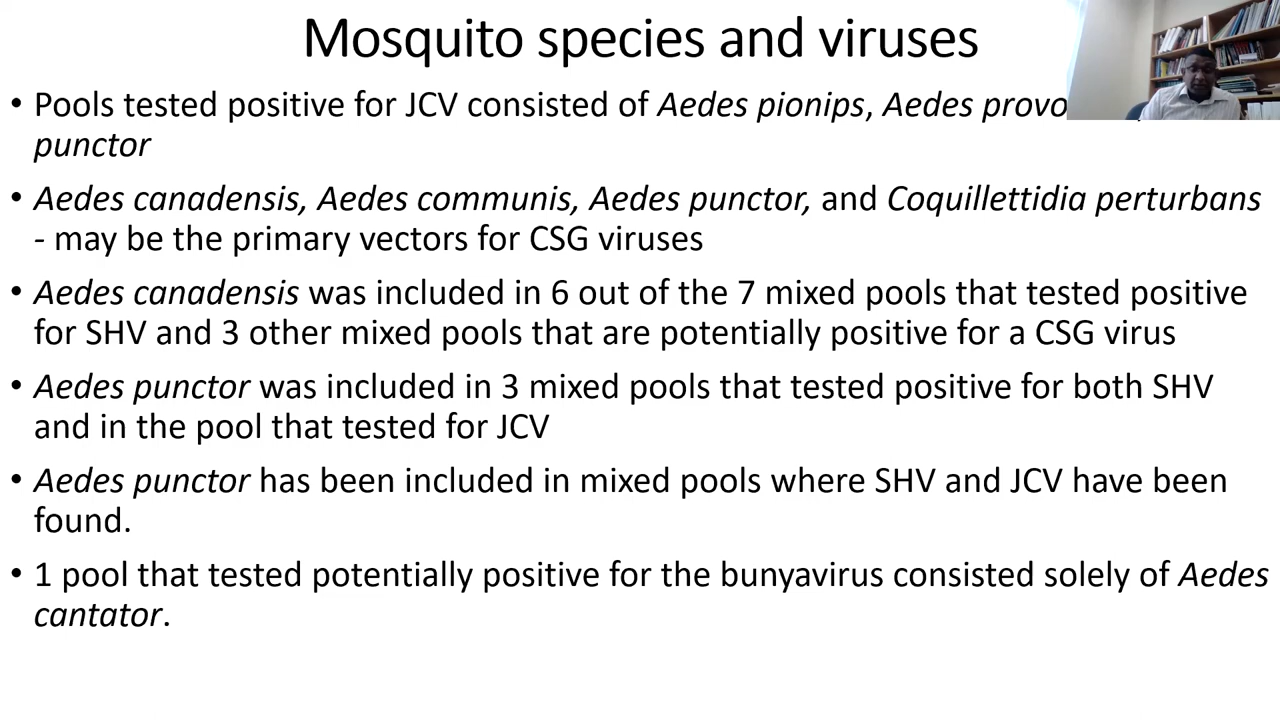 Mosquito species and viruses
• Pools tested positive for JCV consisted of Aedes pionips, Aedes
punctor
• Aedes canadensis, Aedes communis, Aedes punctor, and Coquillettidia perturbans
- may be the primary vectors for CSG viruses
• Aedes canadensis was included in 6 out of the 7 mixed pools that tested positive
for SHV and 3 other mixed pools that are potentially positive for a CSG virus
• Aedes punctor was included in 3 mixed pools that tested positive for both SHV
and in the pool that tested for JCV
• Aedes punctor has been included in mixed pools where SHV and JCV have been
found.
• 1 pool that tested potentially positive for the bunyavirus consisted solely of Aedes
cantator.